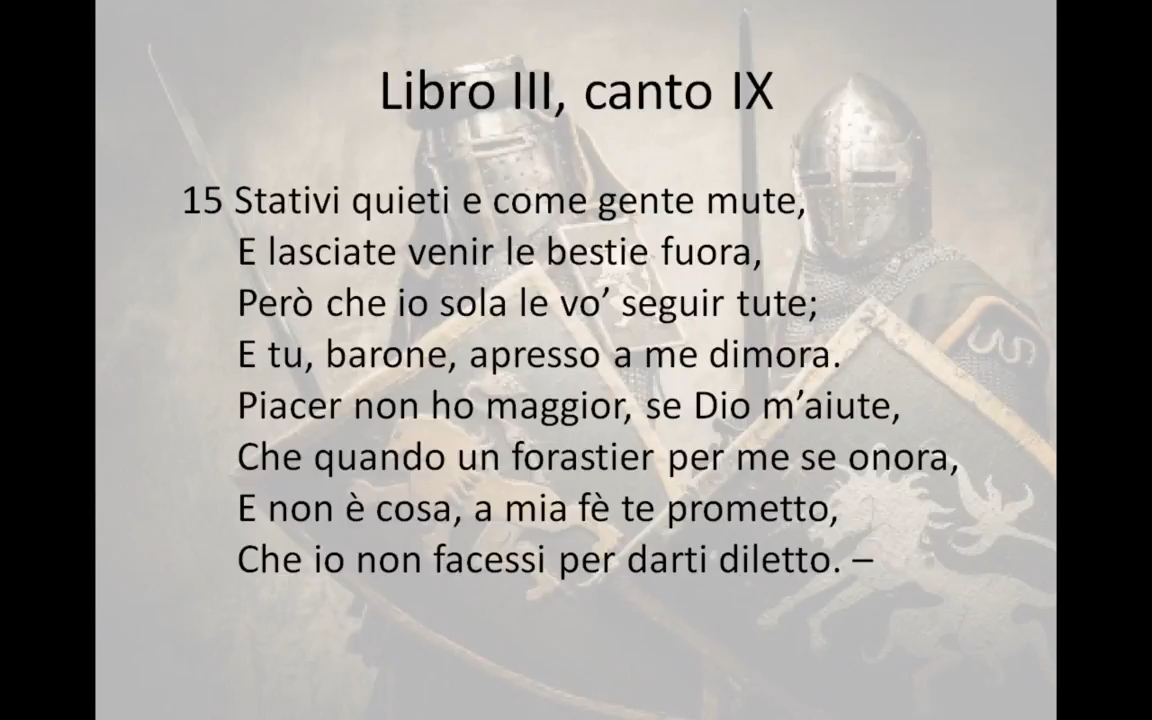 Libro III, canto IX
15 Stativi quieti e come gente mute,
E lasciate venir le bestie fuora,
Però che io sola le vo’ seguir tute;
E tu, barone, apresso a me dimora.
Piacer non ho maggior, se Dio m’aiute,
Che quando un forastier per me se onora,
E non è cosa, a mia fè te prometto,
Che io non facessi per darti diletto. –